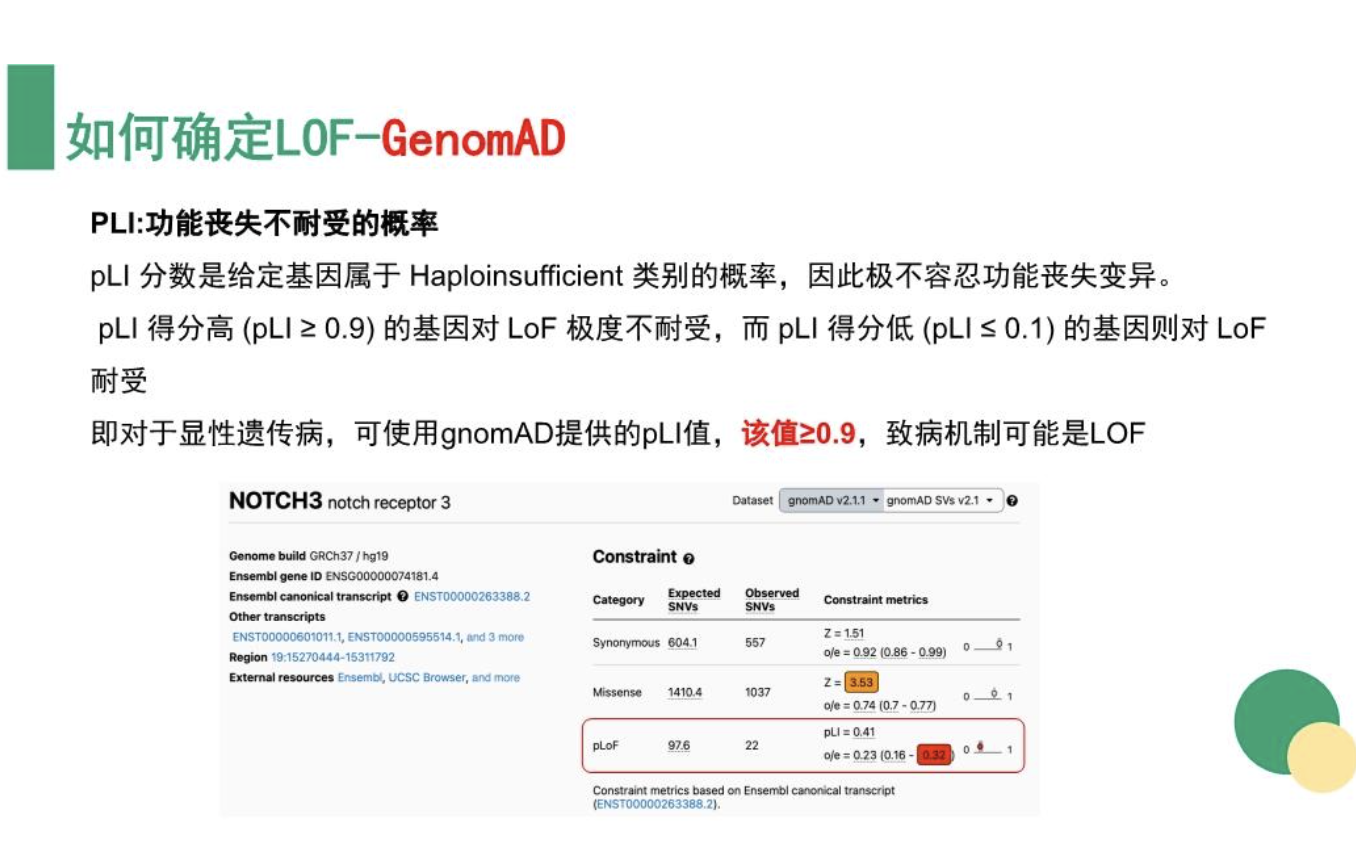 如何确定LOF-GenomAD
PLI:功能丧失不耐受的概率
pLI 分数是给定基因属于 Haploinsufficient 类别的概率，因此极不容忍功能丧失变异。
pLI 得分高 (pLI ≥ 0.9) 的基因对 LoF 极度不耐受，而 pLI 得分低 (pLI ≤ 0.1) 的基因则对 LoF
耐受
即对于显性遗传病，可使用gnomAD提供的pLI值，该值≥0.9，致病机制可能是LOF
NOTCH3 notch receptor 3
Dataset gnomAD v2.1.1 gnomAD SVs v2.1 ?
Genome build GRCh37 / hg19
Ensembl gene ID ENSG00000074181.4
Ensembl canonical transcript ? ENST00000263388.2
Other transcripts
ENST00000601011.1, ENST00000595514.1, and 3 more
Region 19:15270444-15311792
External resources Ensembl, UCSC Browser, and more
Constraint ?
Category Expected SNVs Observed SNVs Constraint metrics
Synonymous 604.1 557 Z = 1.51
o/e = 0.92 (0.86 - 0.99) 0 1
Missense 1410.4 1037 Z = 3.53
o/e = 0.74 (0.7 - 0.77) 0 1
pLoF 97.6 22 pLI = 0.41
o/e = 0.23 (0.16 - 0.32) 0 1
Constraint metrics based on Ensembl canonical transcript
(ENST00000263388.2).